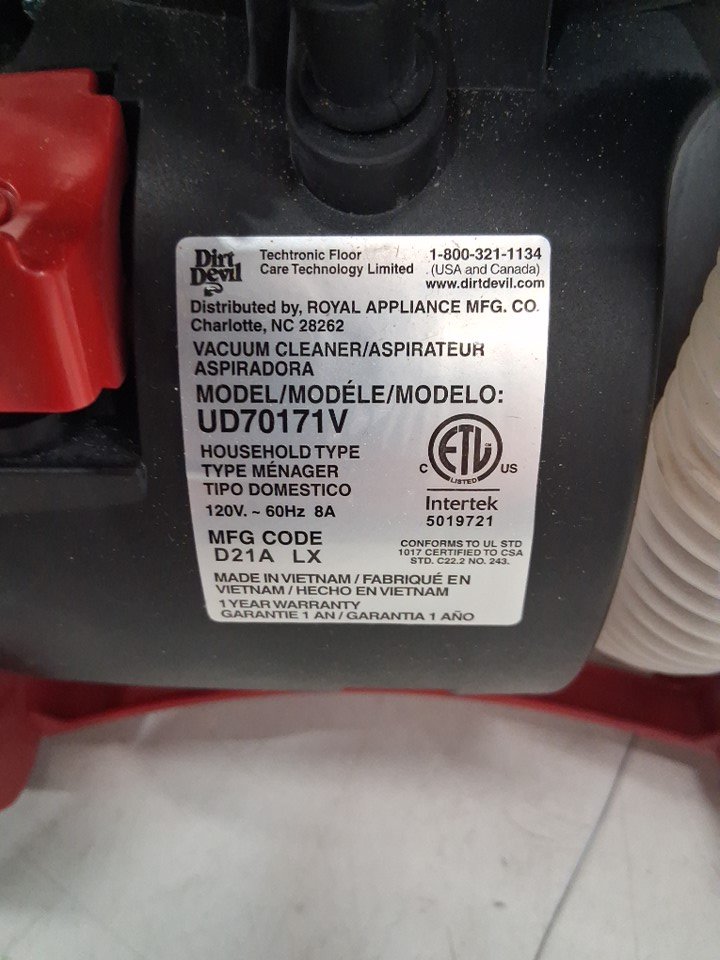 Dirt Devil
Techtronic Floor
Care Technology Limited
1-800-321-1134
(USA and Canada)
www.dirtdevil.com
Distributed by, ROYAL APPLIANCE MFG. CO.
Charlotte, NC 28262
VACUUM CLEANER/ASPIRATEUR
ASPIRADORA
MODEL/MODÉLE/MODELO:
UD70171V
HOUSEHOLD TYPE
TYPE MÉNAGER
TIPO DOMESTICO
120V. ~ 60Hz 8A
C ETL US
LISTED
Intertek
5019721
MFG CODE
D21A LX
CONFORMS TO UL STD
1017 CERTIFIED TO CSA
STD. C22.2 NO. 243.
MADE IN VIETNAM / FABRIQUÉ EN
VIETNAM / HECHO EN VIETNAM
1 YEAR WARRANTY
GARANTIE 1 AN / GARANTIA 1 AÑO